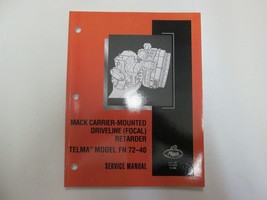 MACK CARRIER-MOUNTED
DRIVELINE (FOCAL)
RETARDER
TELMA® MODEL FN 72-40
SERVICE MANUAL